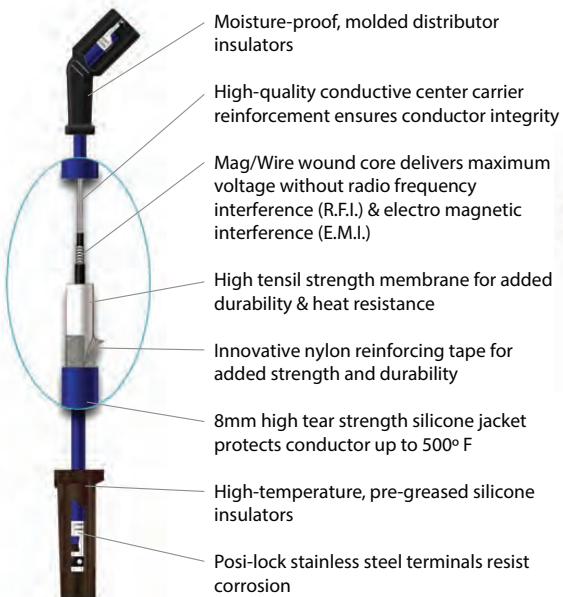 Moisture-proof, molded distributor
insulators
High-quality conductive center carrier
reinforcement ensures conductor integrity
Mag/Wire wound core delivers maximum
voltage without radio frequency
interference (R.F.I.) & electro magnetic
interference (E.M.I.)
High tensil strength membrane for added
durability & heat resistance
Innovative nylon reinforcing tape for
added strength and durability
8mm high tear strength silicone jacket
protects conductor up to 500º F
High-temperature, pre-greased silicone
insulators
Posi-lock stainless steel terminals resist
corrosion